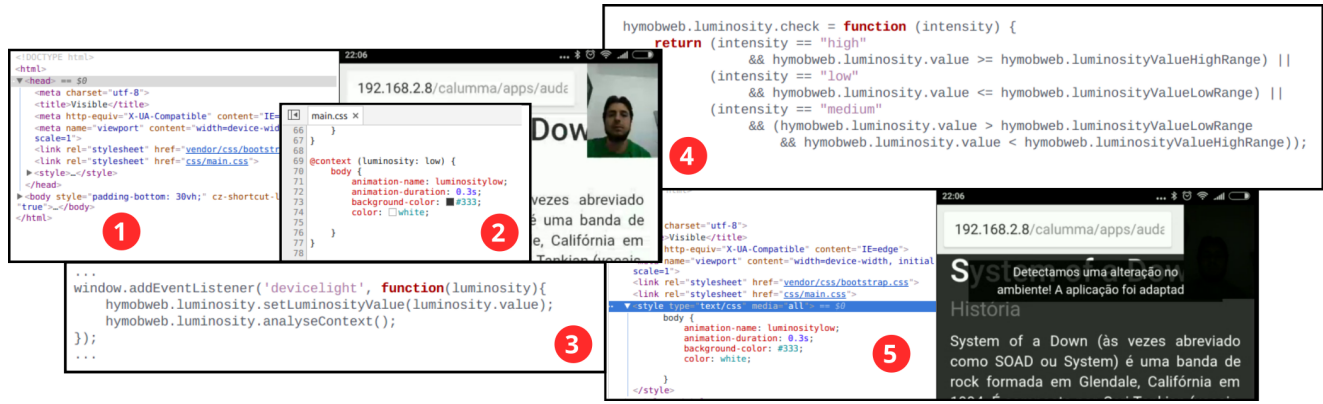 <!DOCTYPE html>
<html>
▼<head> == $0
<meta charset="utf-8">
<title>Visible</title>
<meta http-equiv="X-UA-Compatible" content="IE=
<meta name="viewport" content="width=device-wid
scale=1">
<link rel="stylesheet" href="vendor/css/bootstr
<link rel="stylesheet" href="css/main.css">
▶<style>…</style>
</head>
▶<body style="padding-bottom: 30vh;" cz-shortcut-l
"true">…</body>
</html>
1
22:06
192.168.2.8/calumma/apps/auda
Dow
vezes abreviado
é uma banda de
e, Califórnia em
main.css ×
66 }
67 }
68
69 @context (luminosity: low) {
70 body {
71 animation-name: luminositylow;
72 animation-duration: 0.3s;
73 background-color: #333;
74 color: white;
75
76 }
77 }
78
2
...
window.addEventListener('devicelight', function(luminosity){
hymobweb.luminosity.setLuminosityValue(luminosity.value);
hymobweb.luminosity.analyseContext();
});
...
3
hymobweb.luminosity.check = function (intensity) {
return (intensity == "high"
&& hymobweb.luminosity.value >= hymobweb.luminosityValueHighRange) ||
(intensity == "low"
&& hymobweb.luminosity.value <= hymobweb.luminosityValueLowRange) ||
(intensity == "medium"
&& (hymobweb.luminosity.value > hymobweb.luminosityValueLowRange
&& hymobweb.luminosity.value < hymobweb.luminosityValueHighRange));
4
charset="utf-8">
>Visible</title>
http-equiv="X-UA-Compatible" content="IE=edge">
name="viewport" content="width=device-width, initial
scale=1">
<link rel="stylesheet" href="vendor/css/bootstrap.css">
<link rel="stylesheet" href="css/main.css">
▼<style type="text/css" media="all"> == $0
body {
animation-name: luminositylow;
animation-duration: 0.3s;
background-color: #333;
color: white;
}
</style>
5
22:06
192.168.2.8/calumma/apps/auda
System of a Dow
Detectamos uma alteração no
ambiente! A aplicação foi adaptad
História
System of a Down (às vezes abreviado
como SOAD ou System) é uma banda de
rock formada em Glendale, Califórnia em